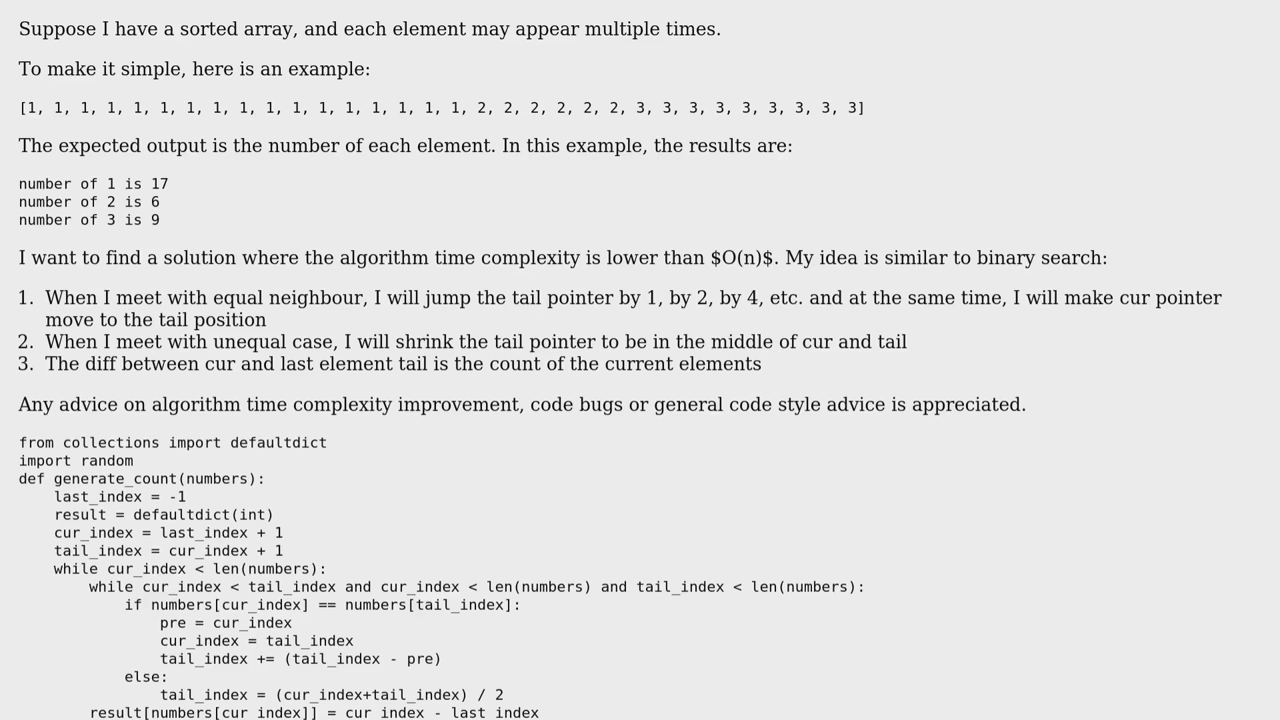 Suppose I have a sorted array, and each element may appear multiple times.
To make it simple, here is an example:
[1, 1, 1, 1, 1, 1, 1, 1, 1, 1, 1, 1, 1, 1, 1, 1, 1, 2, 2, 2, 2, 2, 2, 3, 3, 3, 3, 3, 3, 3, 3, 3]
The expected output is the number of each element. In this example, the results are:
number of 1 is 17
number of 2 is 6
number of 3 is 9
I want to find a solution where the algorithm time complexity is lower than $O(n)$. My idea is similar to binary search:
1. When I meet with equal neighbour, I will jump the tail pointer by 1, by 2, by 4, etc. and at the same time, I will make cur pointer
move to the tail position
2. When I meet with unequal case, I will shrink the tail pointer to be in the middle of cur and tail
3. The diff between cur and last element tail is the count of the current elements
Any advice on algorithm time complexity improvement, code bugs or general code style advice is appreciated.
from collections import defaultdict
import random
def generate_count(numbers):
    last_index = -1
    result = defaultdict(int)
    cur_index = last_index + 1
    tail_index = cur_index + 1
    while cur_index < len(numbers):
        while cur_index < tail_index and cur_index < len(numbers) and tail_index < len(numbers):
            if numbers[cur_index] == numbers[tail_index]:
                pre = cur_index
                cur_index = tail_index
                tail_index += (tail_index - pre)
            else:
                tail_index = (cur_index+tail_index) / 2
        result[numbers[cur_index]] = cur_index - last_index